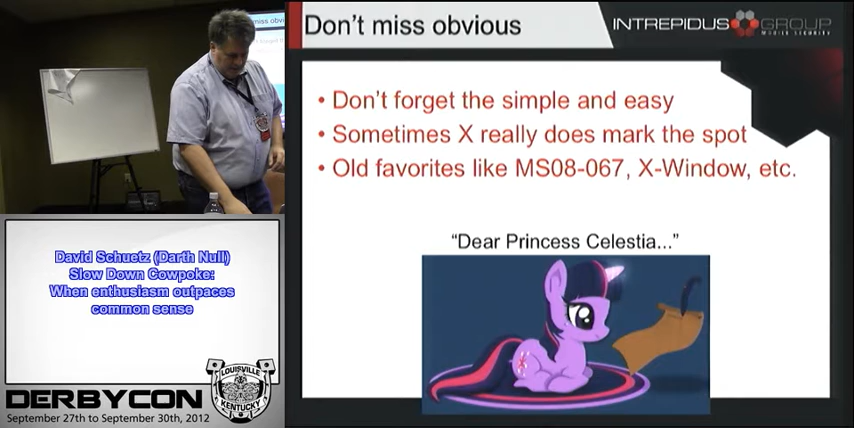 Don't miss obvious
INTREPIDUS GROUP
MOBILE SECURITY
• Don't forget the simple and easy
• Sometimes X really does mark the spot
• Old favorites like MS08-067, X-Window, etc.
"Dear Princess Celestia..."
David Schuetz (Darth Null)
Slow Down Cowpoke:
When enthusiasm outpaces
common sense
DERBYCON
LOUISVILLE
KENTUCKY
September 27th to September 30th, 2012